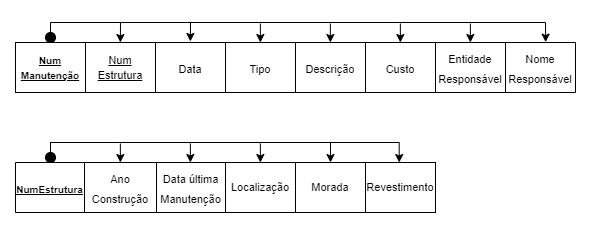 Num Manutenção
Num Estrutura
Data
Tipo
Descrição
Custo
Entidade Responsável
Nome Responsável
NumEstrutura
Ano Construção
Data última Manutenção
Localização
Morada
Revestimento